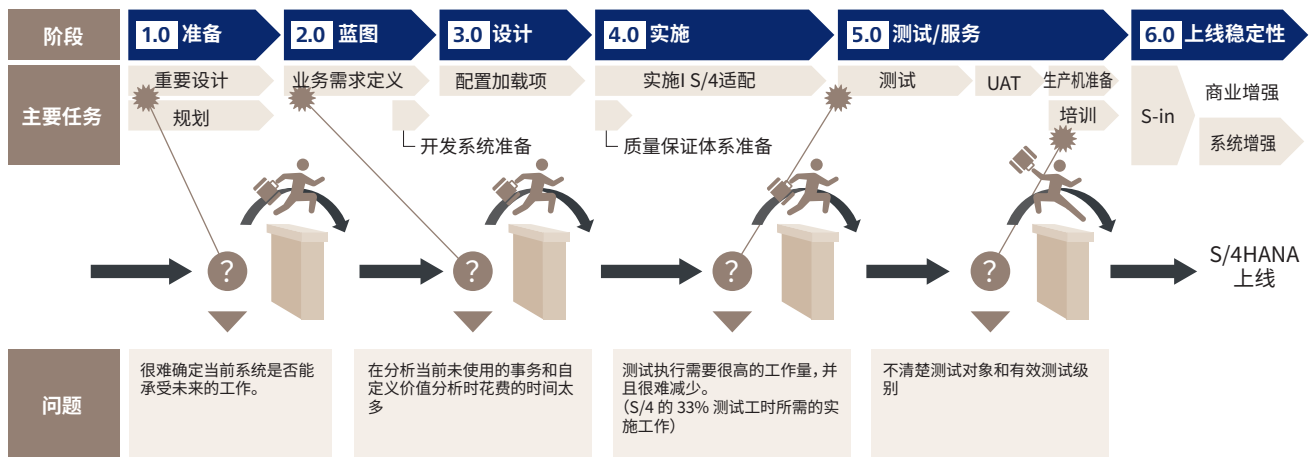 阶段
1.0 准备
2.0 蓝图
3.0 设计
4.0 实施
5.0 测试/服务
6.0 上线稳定性
主要任务
重要设计
规划
业务需求定义
开发系统准备
配置加载项
实施I S/4适配
质量保证体系准备
测试
UAT
生产机准备
培训
S-in
商业增强
系统增强
?
?
?
?
S/4HANA
上线
问题
很难确定当前系统是否能
承受未来的工作。
在分析当前未使用的事务和自
定义价值分析时花费的时间太
多
测试执行需要很高的工作量，并
且很难减少。
（S/4 的 33% 测试工时所需的实
施工作）
不清楚测试对象和有效测试级
别